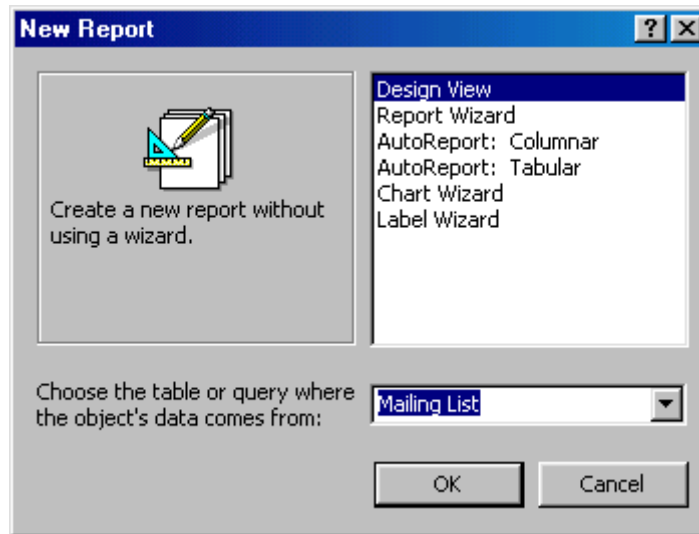 New Report
Create a new report without
using a wizard.
Design View
Report Wizard
AutoReport: Columnar
AutoReport: Tabular
Chart Wizard
Label Wizard
Choose the table or query where
the object's data comes from:
Mailing List
OK
Cancel